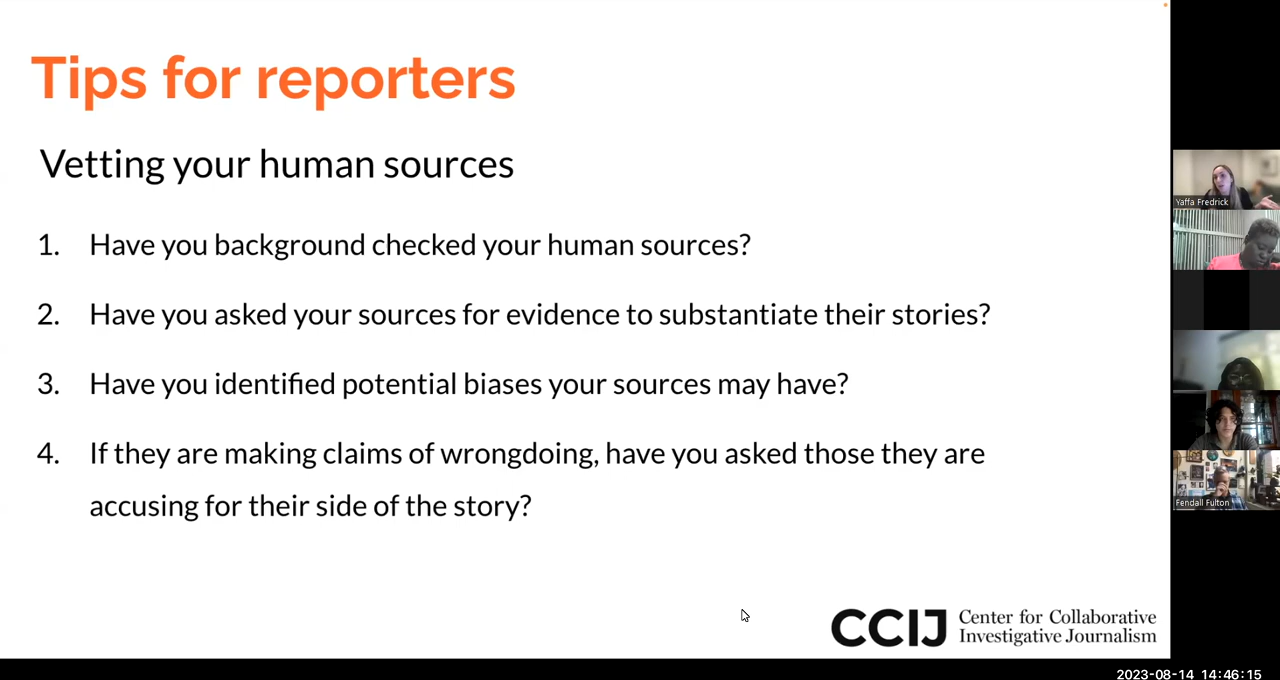 Tips for reporters
Vetting your human sources
1. Have you background checked your human sources?
2. Have you asked your sources for evidence to substantiate their stories?
3. Have you identified potential biases your sources may have?
4. If they are making claims of wrongdoing, have you asked those they are
accusing for their side of the story?
CCIJ
Center for Collaborative
Investigative Journalism
Yaffa Fredrick
Fendall Fulton
2023-08-14 14:46:15